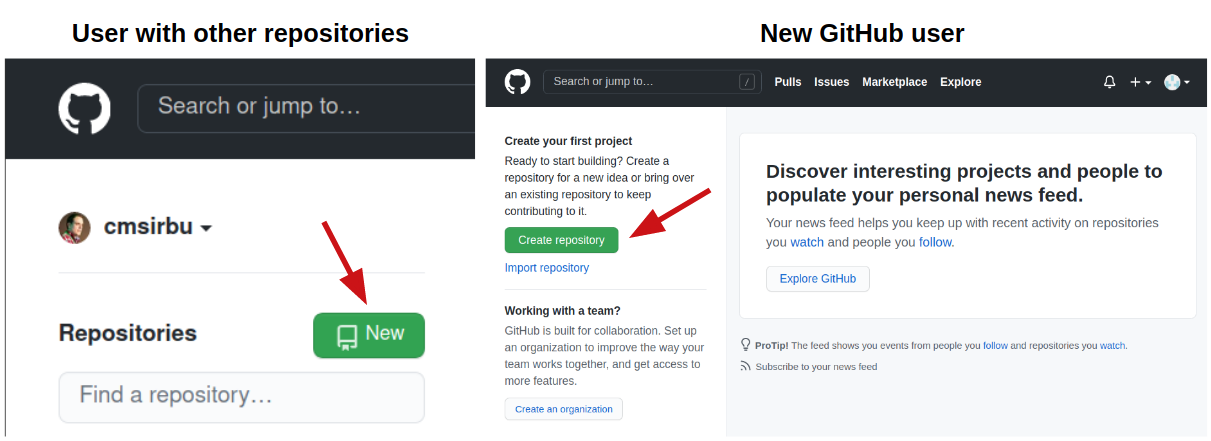 User with other repositories
Search or jump to…
cmsirbu
Repositories
New
Find a repository…
New GitHub user
Search or jump to…
/
Pulls
Issues
Marketplace
Explore
Create your first project
Ready to start building? Create a
repository for a new idea or bring over
an existing repository to keep
contributing to it.
Create repository
Import repository
Working with a team?
GitHub is built for collaboration. Set up
an organization to improve the way your
team works together, and get access to
more features.
Create an organization
Discover interesting projects and people to
populate your personal news feed.
Your news feed helps you keep up with recent activity on repositories
you watch and people you follow.
Explore GitHub
ProTip! The feed shows you events from people you follow and repositories you watch.
Subscribe to your news feed